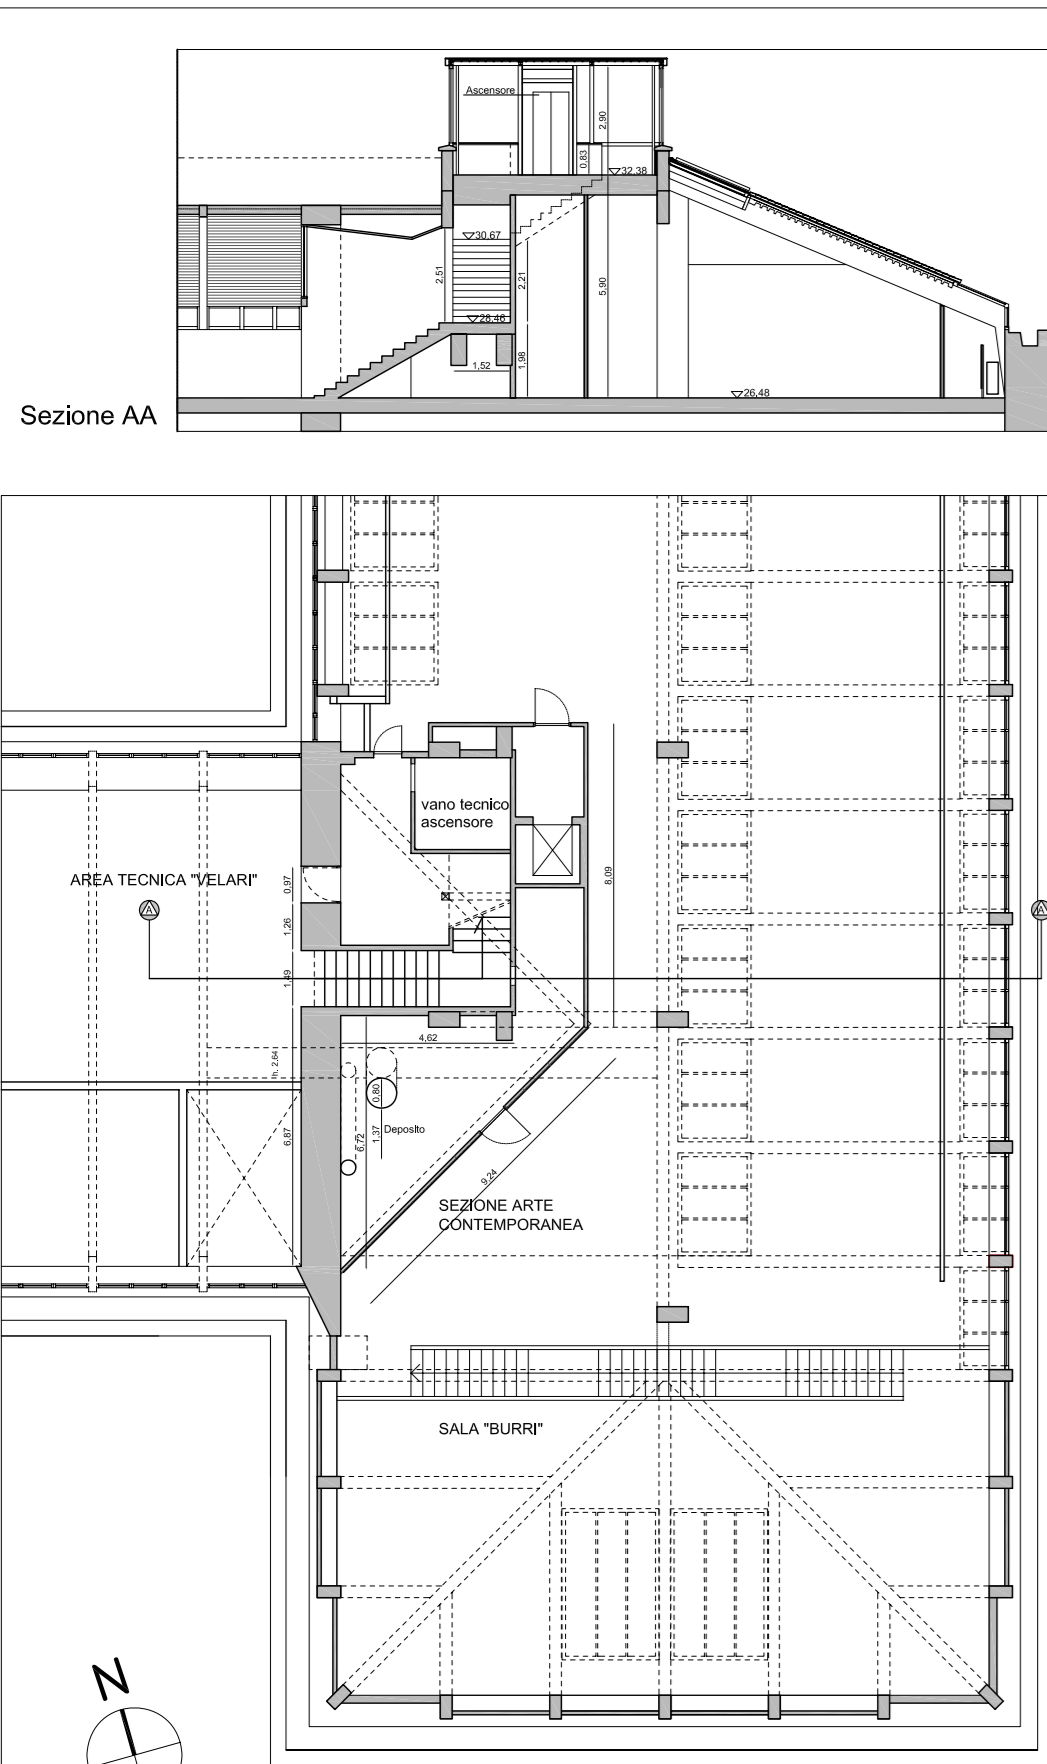 Ascensore
2,90
0,83
32,38
30,67
2,51
2,21
5,90
28,46
1,98
1,52
26,48
Sezione AA
vano tecnico
ascensore
8,09
AREA TECNICA "VELARI"
0,97
A
A
1,26
1,49
4,62
h. 2,64
0,80
6,87
6,72
1,37
Deposito
9,24
SEZIONE ARTE
CONTEMPORANEA
SALA "BURRI"
N